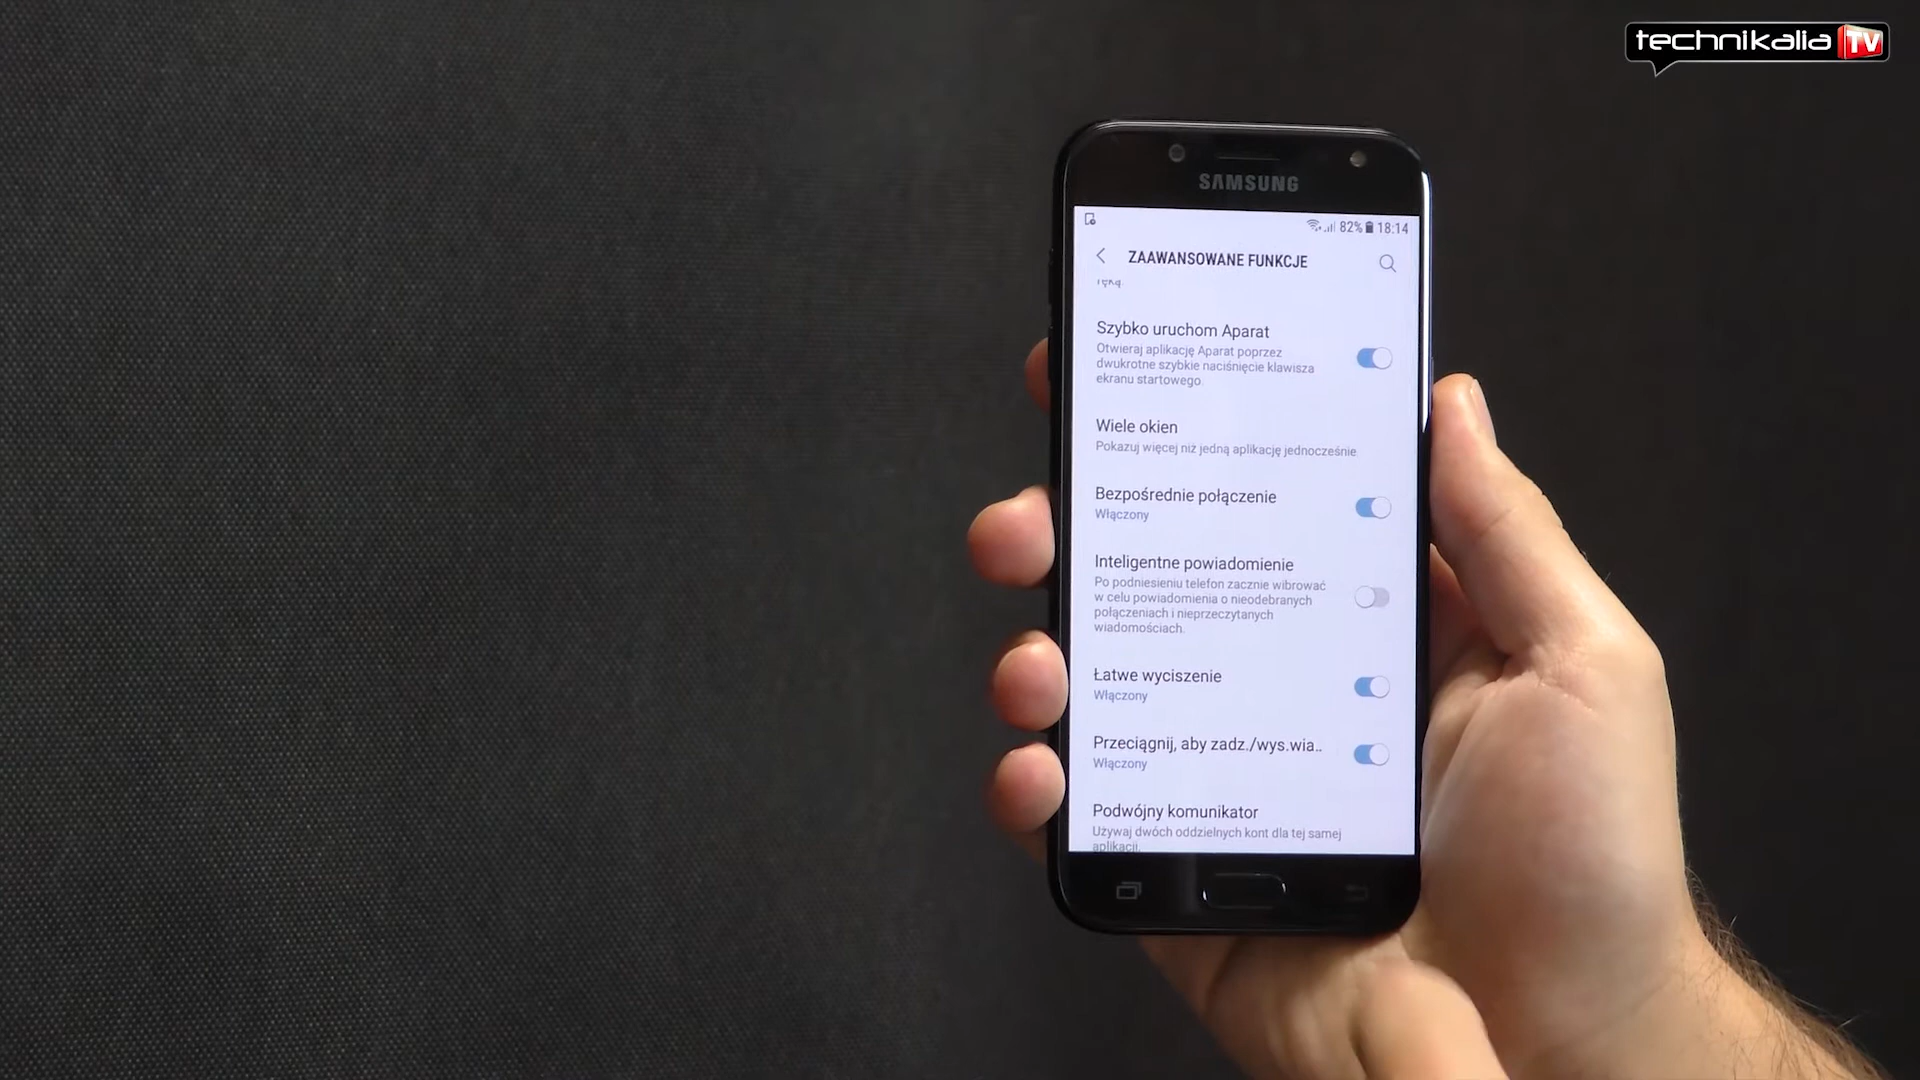 technikalia TV
SAMSUNG
82% 18:14
ZAAWANSOWANE FUNKCJE
ręką.
Szybko uruchom Aparat
Otwieraj aplikację Aparat poprzez
dwukrotne szybkie naciśnięcie klawisza
ekranu startowego.
Wiele okien
Pokazuj więcej niż jedną aplikację jednocześnie.
Bezpośrednie połączenie
Włączony
Inteligentne powiadomienie
Po podniesieniu telefon zacznie wibrować
w celu powiadomienia o nieodebranych
połączeniach i nieprzeczytanych
wiadomościach.
Łatwe wyciszenie
Włączony
Przeciągnij, aby zadz./wys.wia..
Włączony
Podwójny komunikator
Używaj dwóch oddzielnych kont dla tej samej
aplikacji.